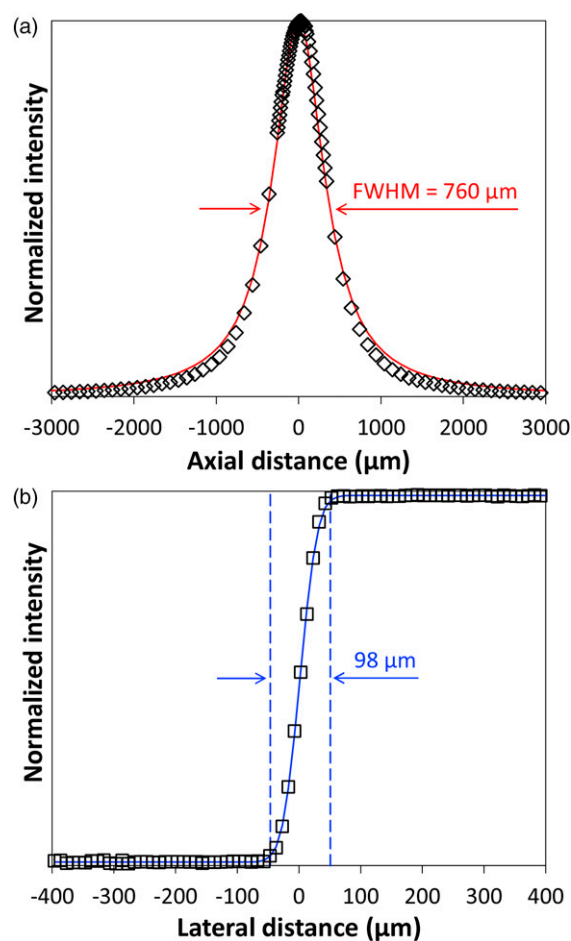 (a)
Normalized intensity
FWHM = 760 µm
-3000 -2000 -1000 0 1000 2000 3000
Axial distance (µm)
(b)
Normalized intensity
98 µm
-400 -300 -200 -100 0 100 200 300 400
Lateral distance (µm)